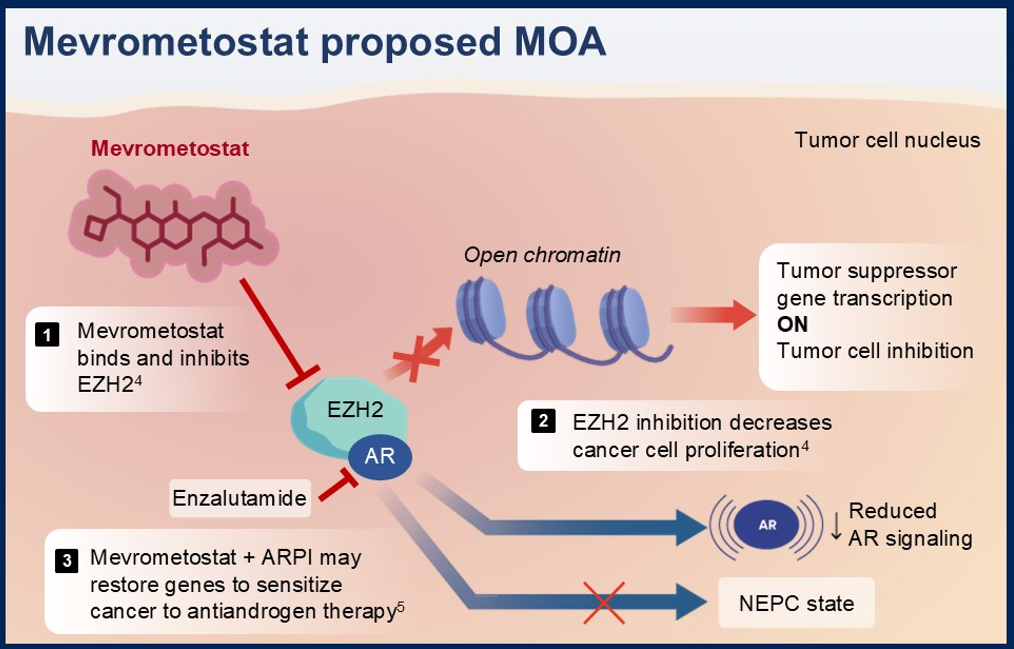 Mevrometostat proposed MOA
Tumor cell nucleus
Mevrometostat
Open chromatin
Tumor suppressor
gene transcription
ON
Tumor cell inhibition
1 Mevrometostat
binds and inhibits
EZH2⁴
EZH2
AR
2 EZH2 inhibition decreases
cancer cell proliferation⁴
Enzalutamide
AR
↓ Reduced
AR signaling
3 Mevrometostat + ARPI may
restore genes to sensitize
cancer to antiandrogen therapy⁵
NEPC state